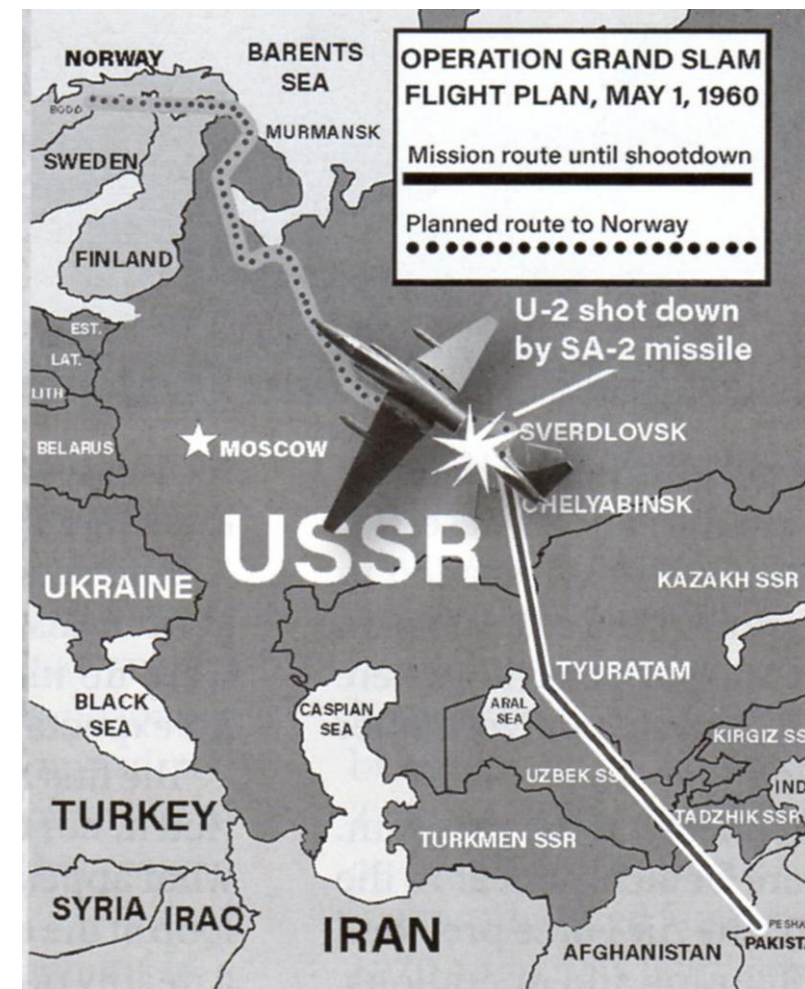 NORWAY
BARENTS
SEA
OPERATION GRAND SLAM
FLIGHT PLAN, MAY 1, 1960
Mission route until shootdown
Planned route to Norway
BODO
MURMANSK
SWEDEN
FINLAND
U-2 shot down
by SA-2 missile
EST.
LAT.
LITH
BELARUS
MOSCOW
SVERDLOVSK
CHELYABINSK
USSR
UKRAINE
KAZAKH SSR
TYURATAM
BLACK
SEA
CASPIAN
SEA
ARAL
SEA
KIRGIZ SS
UZBEK SS
IND
TURKEY
TADZHIK SSR
TURKMEN SSR
SYRIA
IRAQ
IRAN
PESHA
AFGHANISTAN
PAKIST